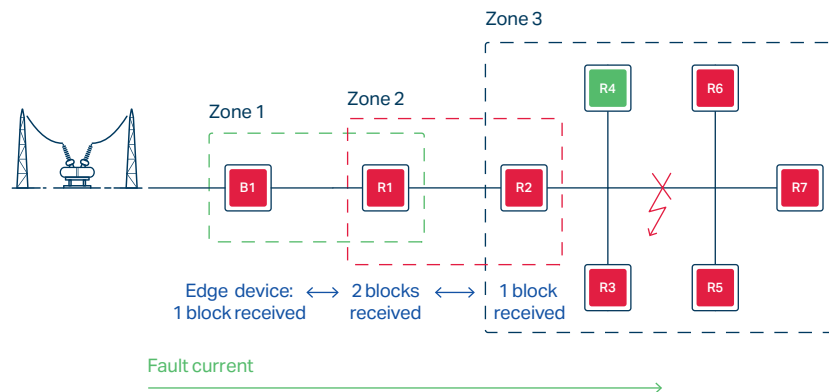 Zone 3
Zone 1
Zone 2
R4
R6
B1
R1
R2
R7
R3
R5
Edge device:
1 block received
2 blocks
received
1 block
received
Fault current